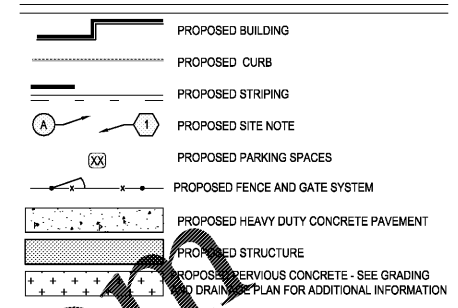 PROPOSED BUILDING
PROPOSED CURB
PROPOSED STRIPING
A 1 PROPOSED SITE NOTE
XX PROPOSED PARKING SPACES
PROPOSED FENCE AND GATE SYSTEM
PROPOSED HEAVY DUTY CONCRETE PAVEMENT
PROPOSED STRUCTURE
PROPOSED PERVIOUS CONCRETE - SEE GRADING
AND DRAINAGE PLAN FOR ADDITIONAL INFORMATION